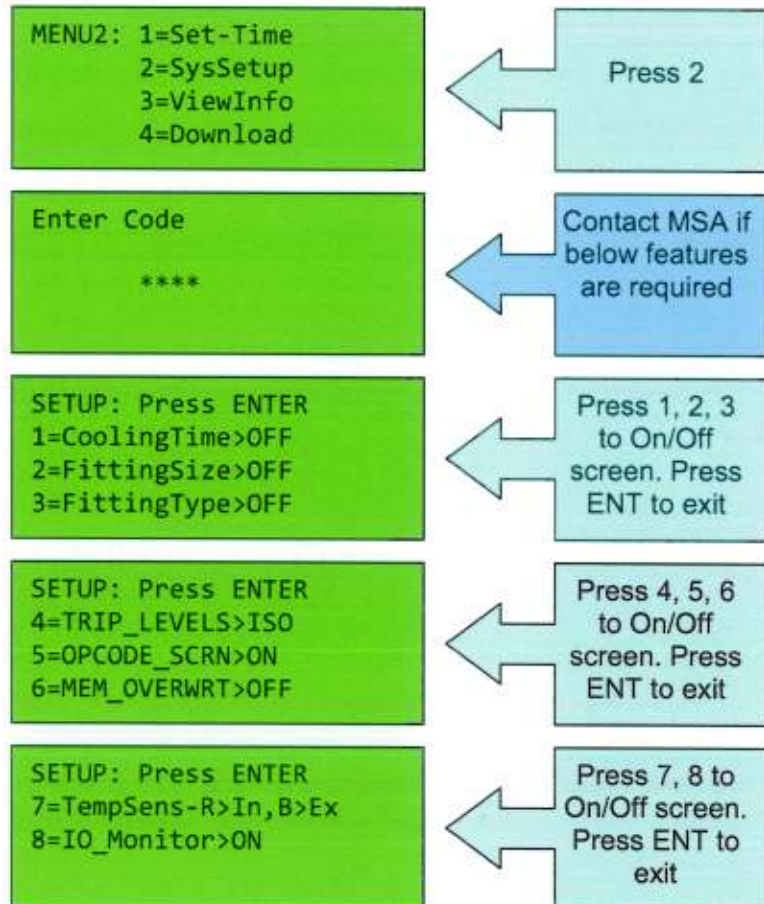 MENU2: 1=Set-Time
2=SysSetup
3=ViewInfo
4=Download
Press 2
Enter Code
****
Contact MSA if
below features
are required
SETUP: Press ENTER
1=CoolingTime>OFF
2=FittingSize>OFF
3=FittingType>OFF
Press 1, 2, 3
to On/Off
screen. Press
ENT to exit
SETUP: Press ENTER
4=TRIP_LEVELS>ISO
5=OPCODE_SCRN>ON
6=MEM_OVERWRT>OFF
Press 4, 5, 6
to On/Off
screen. Press
ENT to exit
SETUP: Press ENTER
7=TempSens-R>In,B>Ex
8=IO_Monitor>ON
Press 7, 8 to
On/Off screen.
Press ENT to
exit